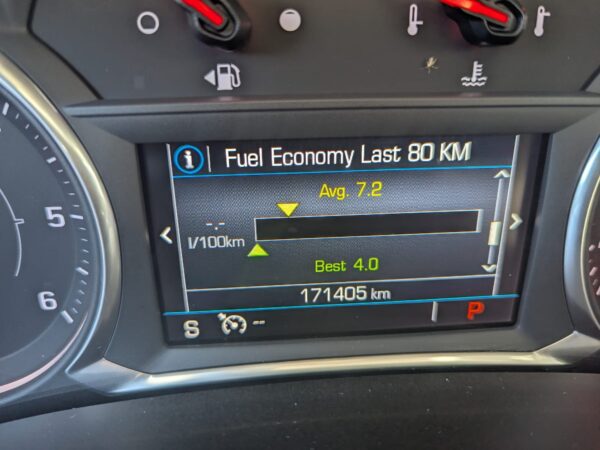 i Fuel Economy Last 80 KM
Avg. 7.2
-.-
l/100km
Best 4.0
171405 km
S -- P
5
6